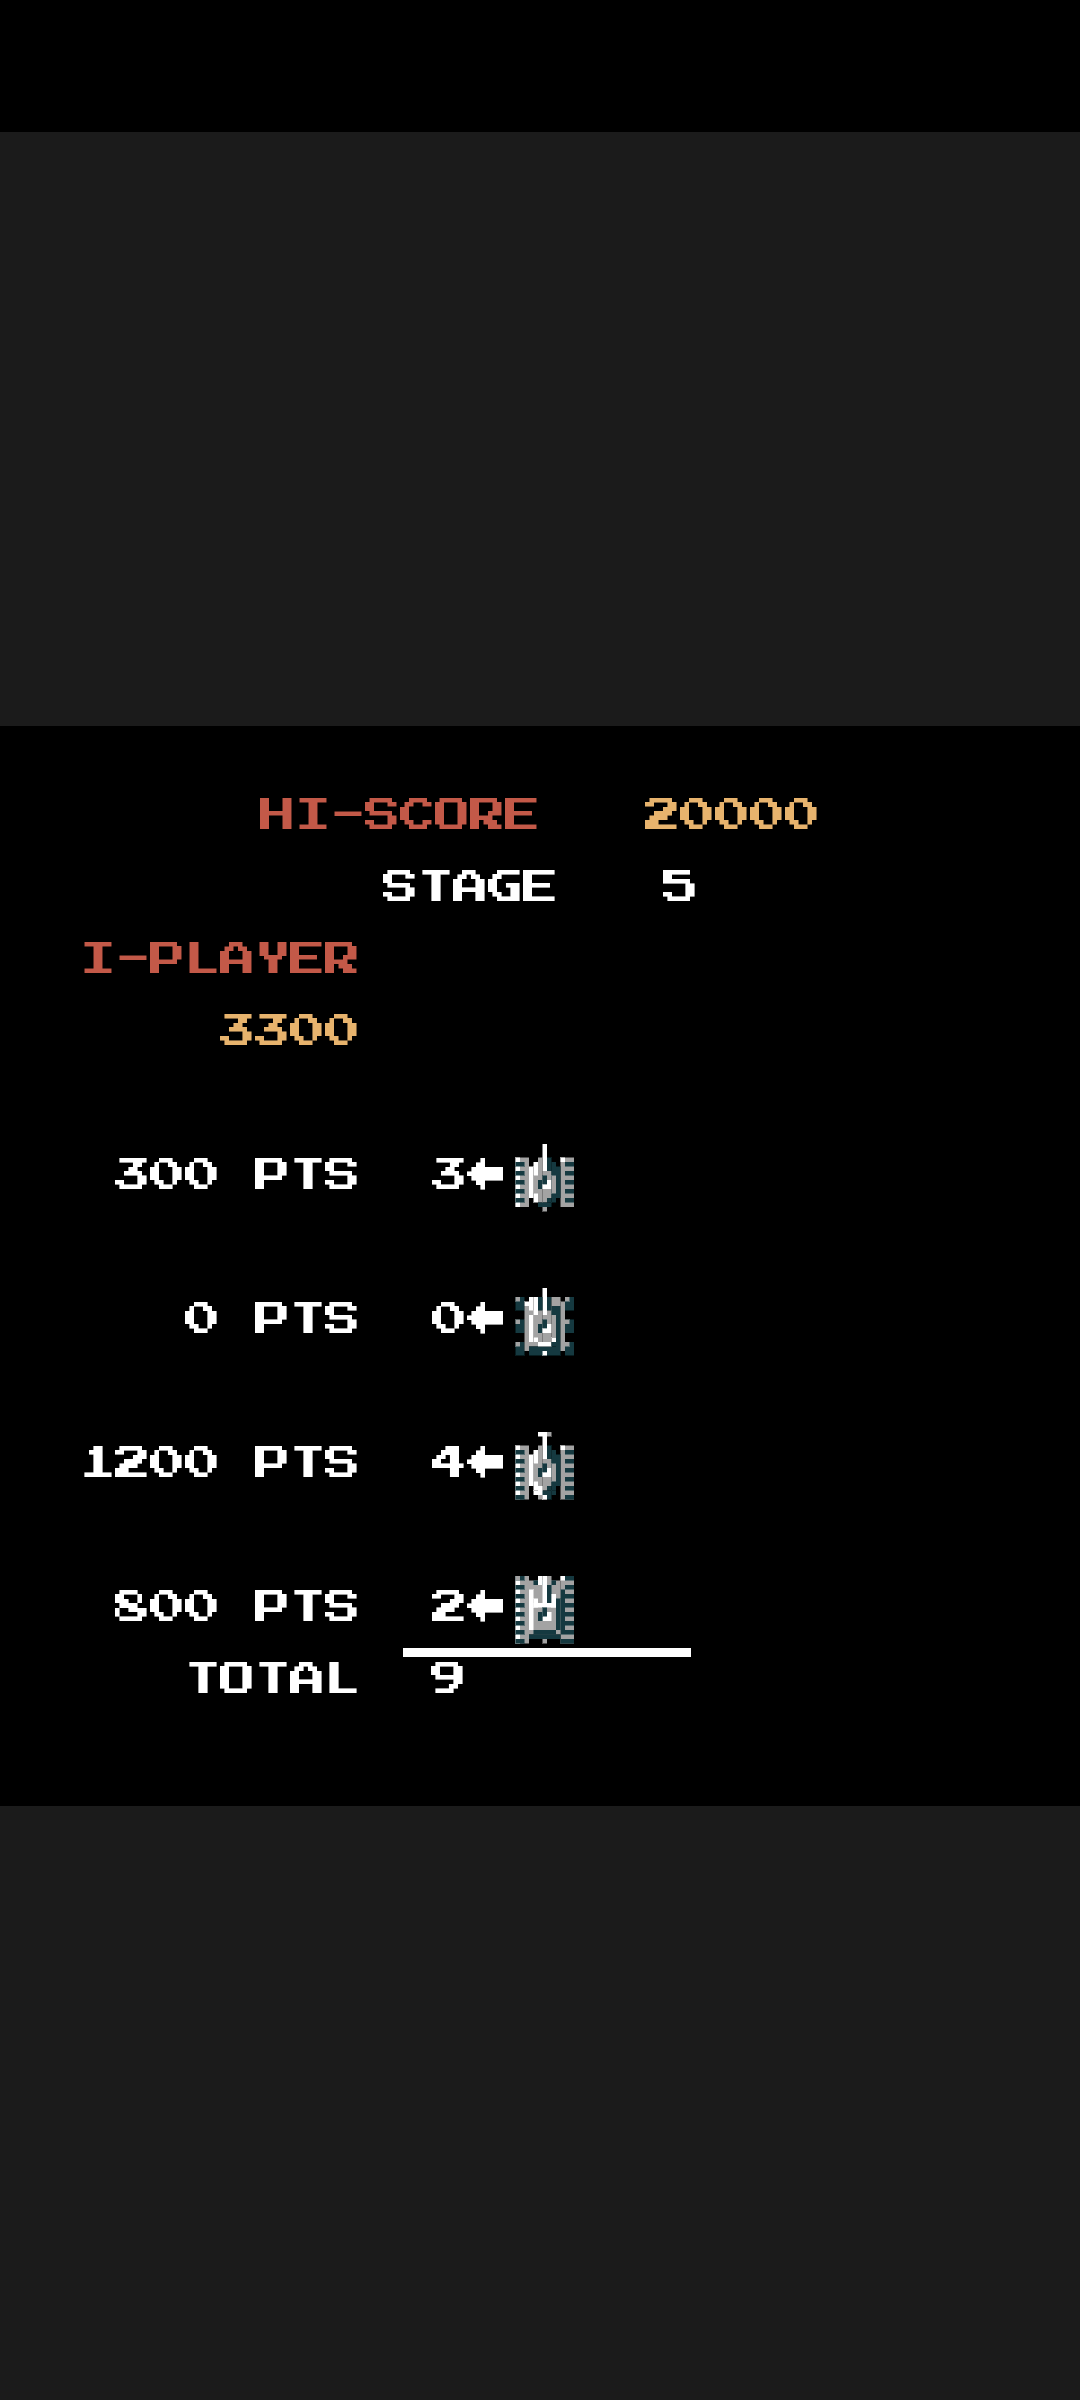 HI-SCORE 20000
STAGE 5
I-PLAYER
3300
300 PTS 3←
0 PTS 0←
1200 PTS 4←
800 PTS 2←
TOTAL 9